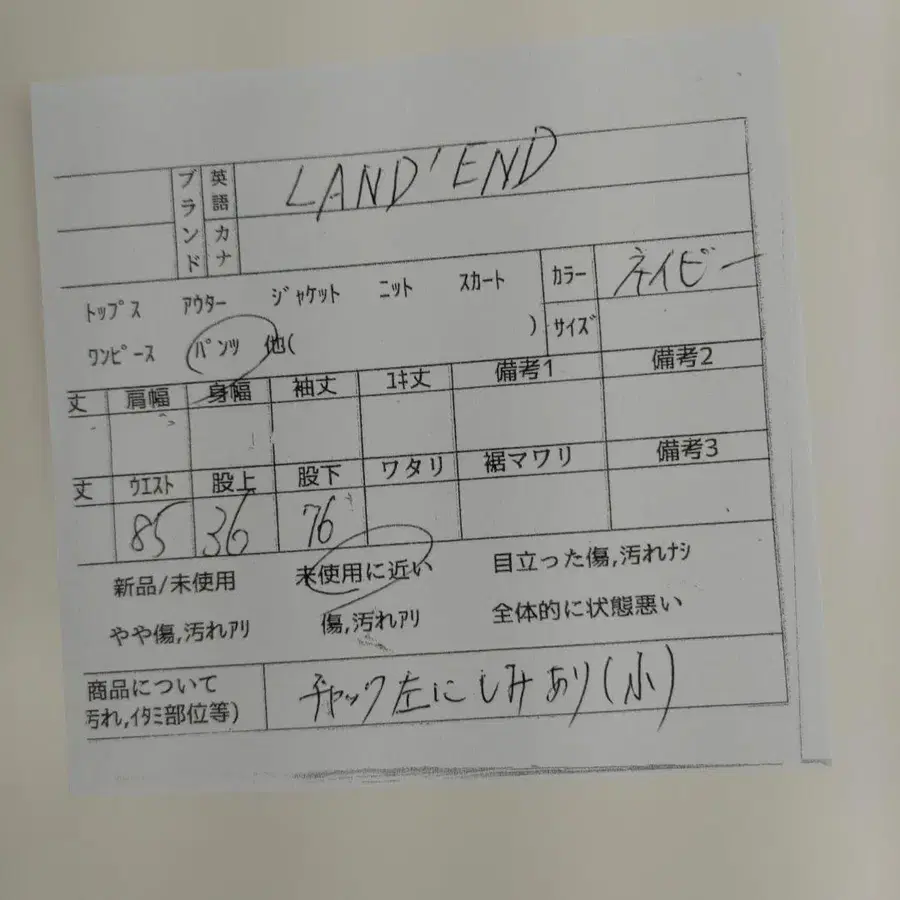 ブランド 英語 LAND'END
カナ
トップス アウター ジャケット ニット スカート カラー ネイビー
ワンピース パンツ 他( ) サイズ
丈 肩幅 身幅 袖丈 ユキ丈 備考1 備考2
丈 ウエスト 股上 股下 ワタリ 裾マワリ 備考3
85 36 76
新品/未使用 未使用に近い 目立った傷,汚れナシ
やや傷,汚れアリ 傷,汚れアリ 全体的に状態悪い
商品について
汚れ,イタミ部位等) チャック左にしみあり(小)